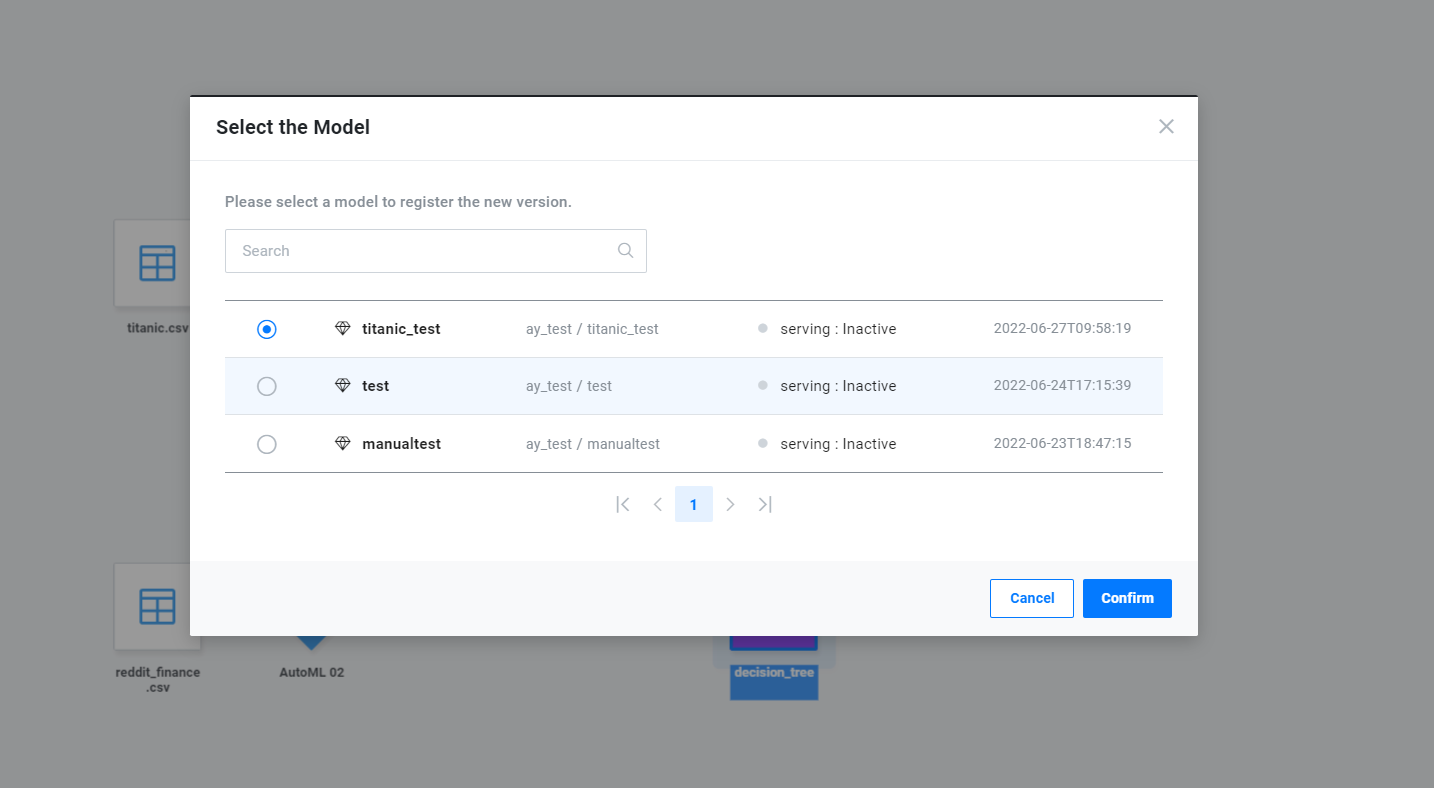 Select the Model
Please select a model to register the new version.
Search
titanic_test ay_test / titanic_test serving : Inactive 2022-06-27T09:58:19
titanic.csv
test ay_test / test serving : Inactive 2022-06-24T17:15:39
manualtest ay_test / manualtest serving : Inactive 2022-06-23T18:47:15
1
Cancel Confirm
reddit_finance
.csv
AutoML 02
decision_tree